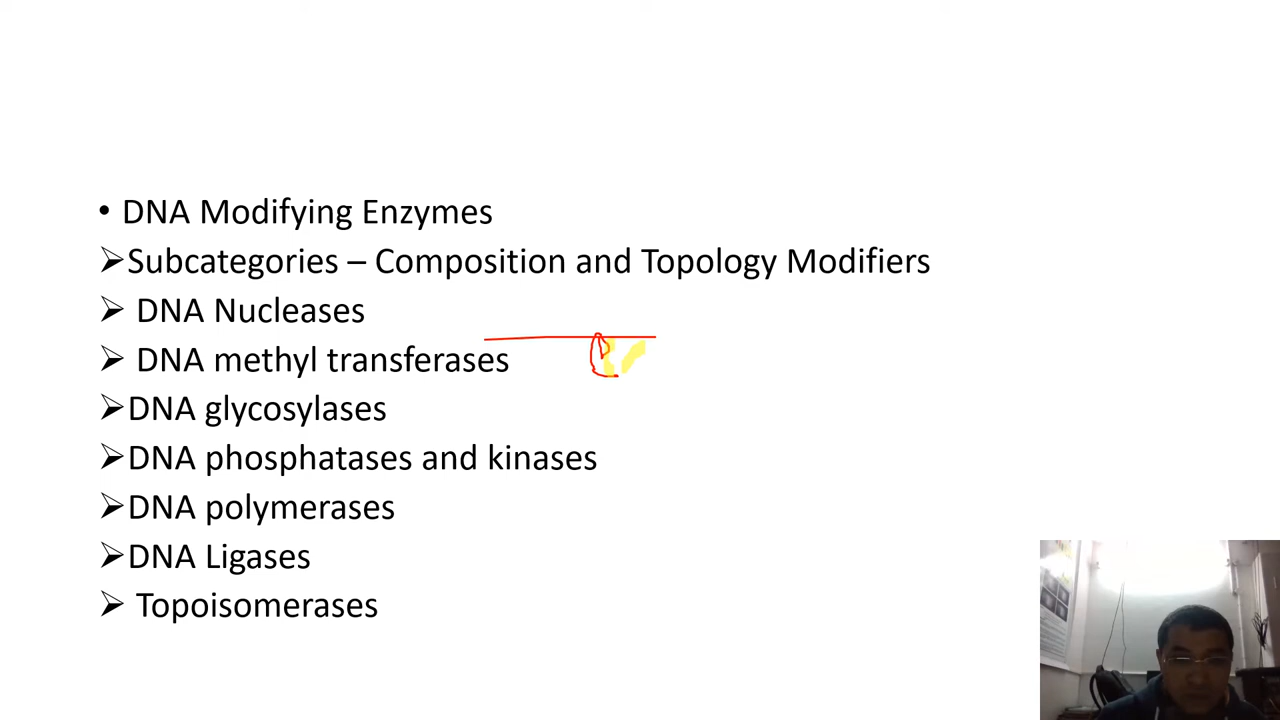 • DNA Modifying Enzymes
➢Subcategories – Composition and Topology Modifiers
➢ DNA Nucleases
➢ DNA methyl transferases
➢DNA glycosylases
➢DNA phosphatases and kinases
➢DNA polymerases
➢DNA Ligases
➢ Topoisomerases